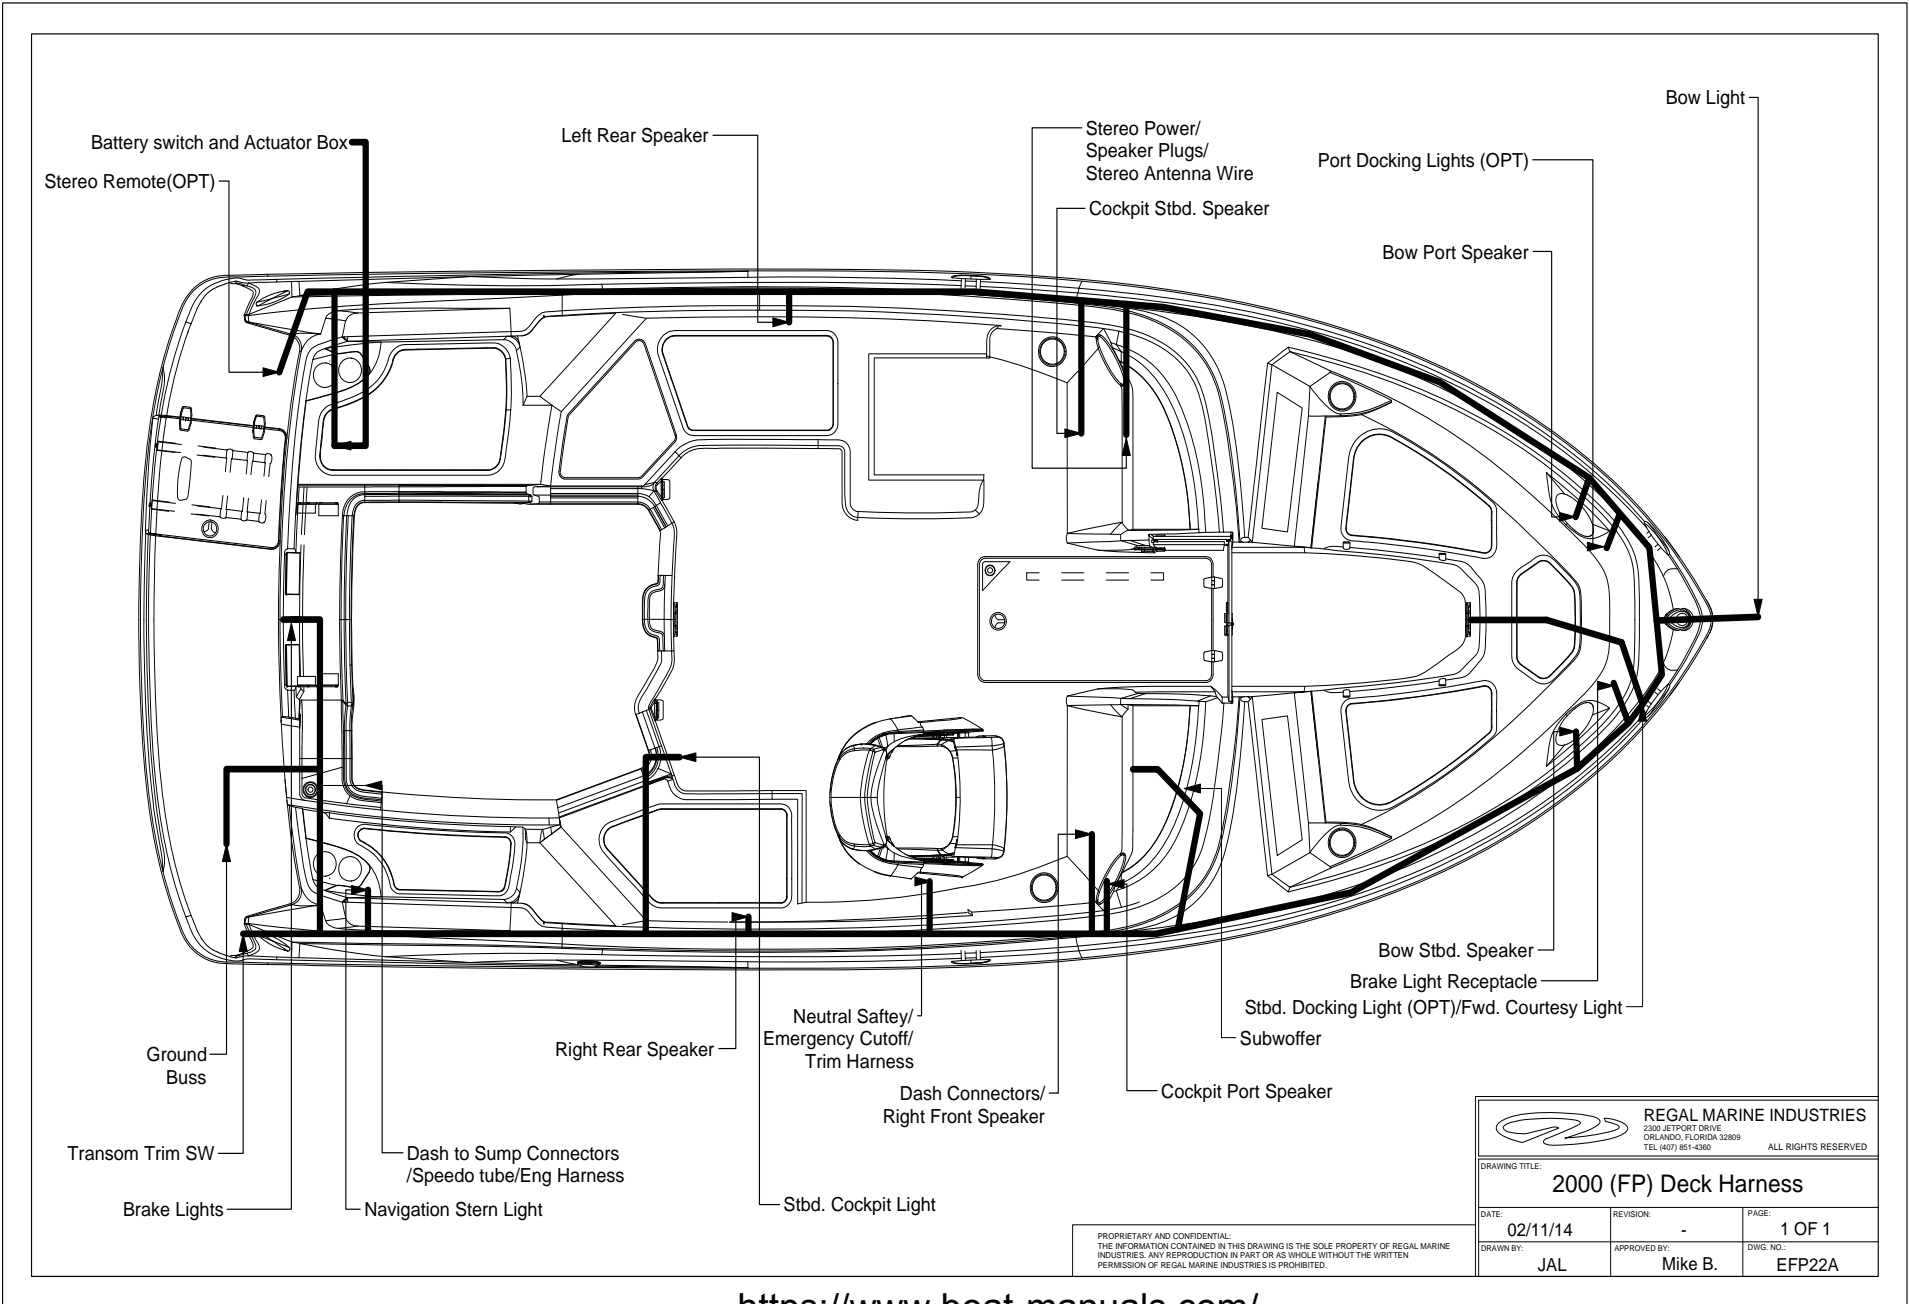 Bow Light
Battery switch and Actuator Box
Left Rear Speaker
Stereo Power/
Speaker Plugs/
Stereo Antenna Wire
Port Docking Lights (OPT)
Stereo Remote(OPT)
Cockpit Stbd. Speaker
Bow Port Speaker
Bow Stbd. Speaker
Brake Light Receptacle
Stbd. Docking Light (OPT)/Fwd. Courtesy Light
Subwoffer
Neutral Saftey/
Emergency Cutoff/
Trim Harness
Right Rear Speaker
Ground
Buss
Dash Connectors/
Right Front Speaker
Cockpit Port Speaker
Transom Trim SW
Dash to Sump Connectors
/Speedo tube/Eng Harness
Brake Lights
Navigation Stern Light
Stbd. Cockpit Light
REGAL MARINE INDUSTRIES
2300 JETPORT DRIVE
ORLANDO, FLORIDA 32809
TEL (407) 851-4360
ALL RIGHTS RESERVED
DRAWING TITLE:
2000 (FP) Deck Harness
DATE:
02/11/14
REVISION:
-
PAGE:
1 OF 1
DRAWN BY:
JAL
APPROVED BY:
Mike B.
DWG. NO.:
EFP22A
PROPRIETARY AND CONFIDENTIAL:
THE INFORMATION CONTAINED IN THIS DRAWING IS THE SOLE PROPERTY OF REGAL MARINE
INDUSTRIES. ANY REPRODUCTION IN PART OR AS WHOLE WITHOUT THE WRITTEN
PERMISSION OF REGAL MARINE INDUSTRIES IS PROHIBITED.
https://www.boat-manuals.com/